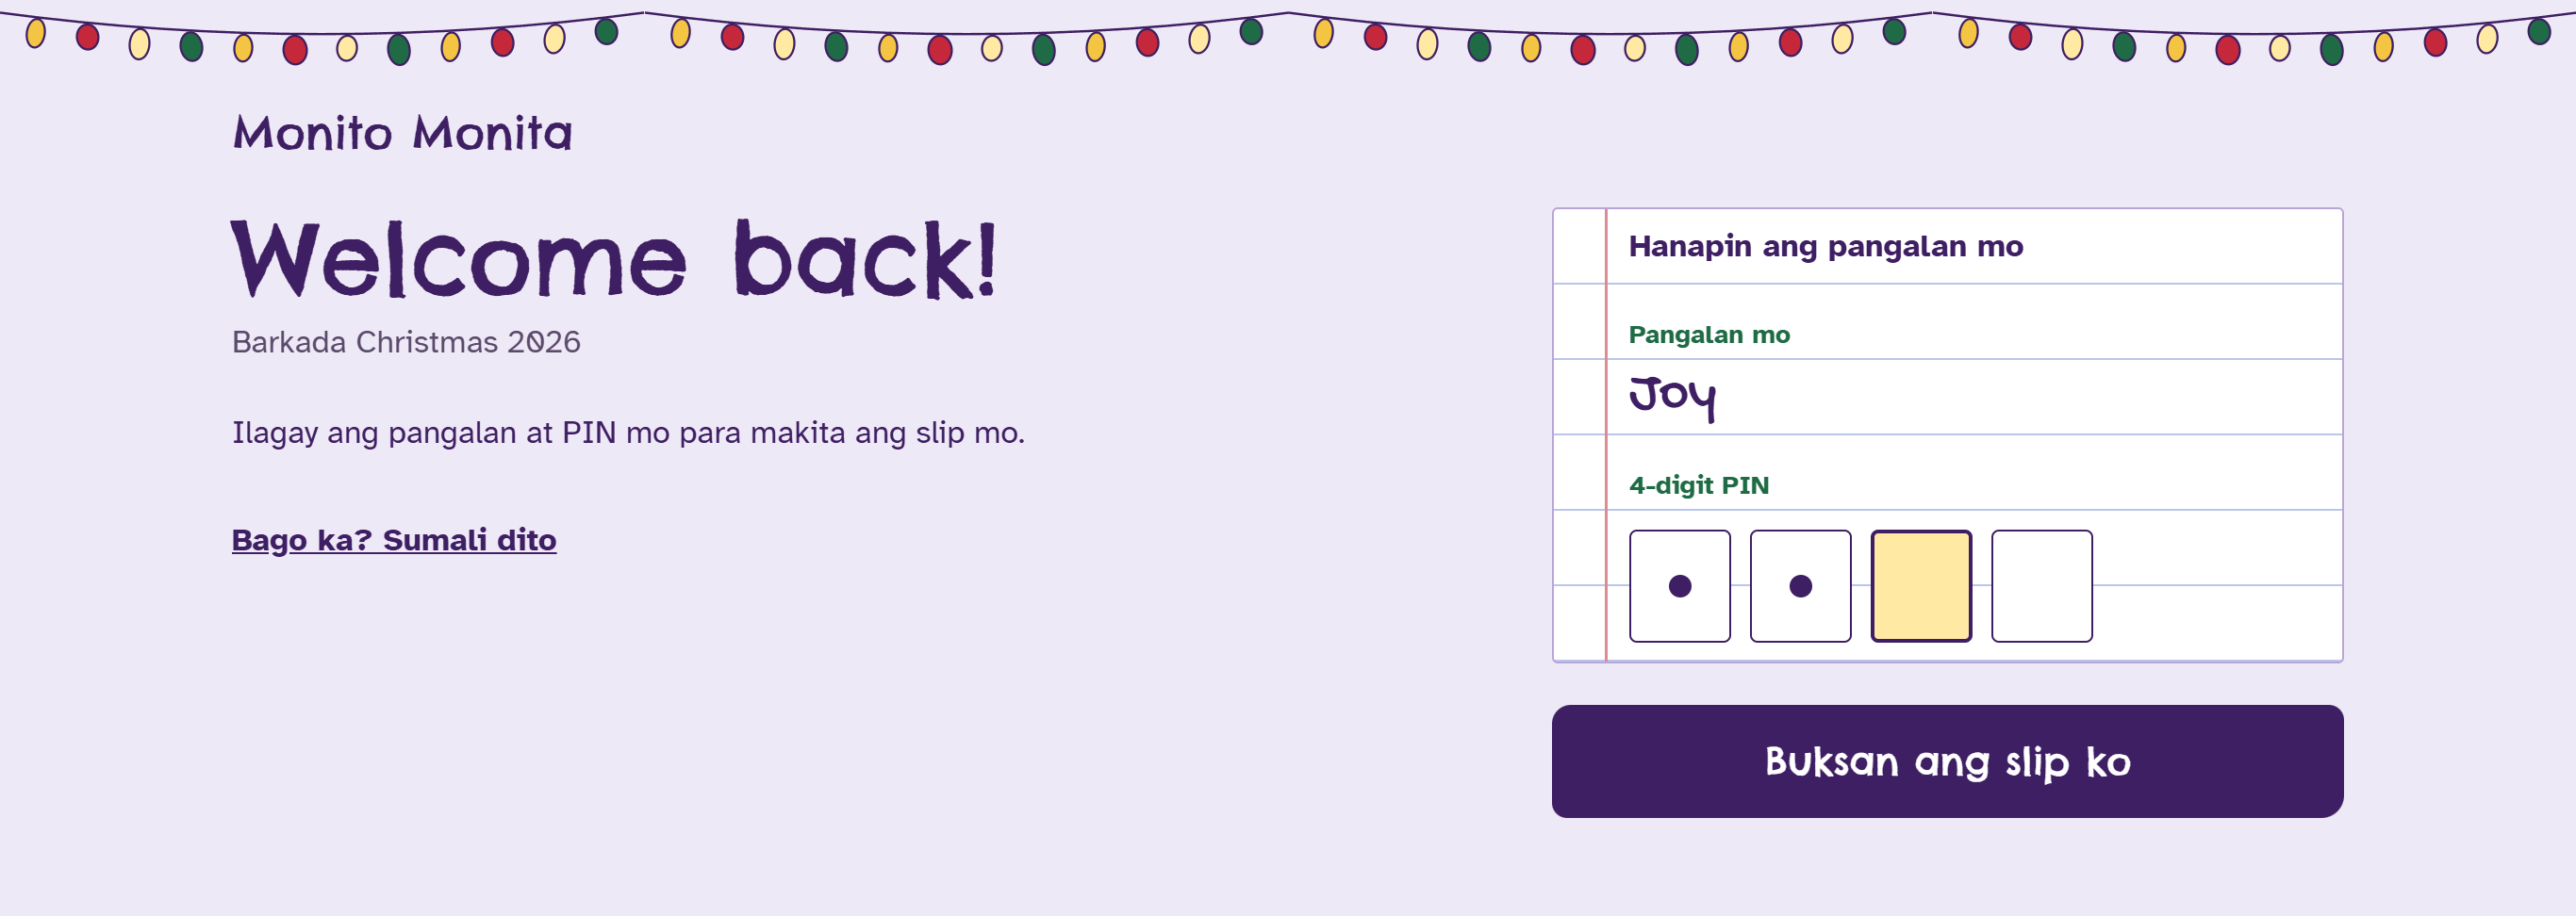 Monito Monita
Welcome back!
Barkada Christmas 2026
Ilagay ang pangalan at PIN mo para makita ang slip mo.
Bago ka? Sumali dito
Hanapin ang pangalan mo
Pangalan mo
Joy
4-digit PIN
Buksan ang slip ko